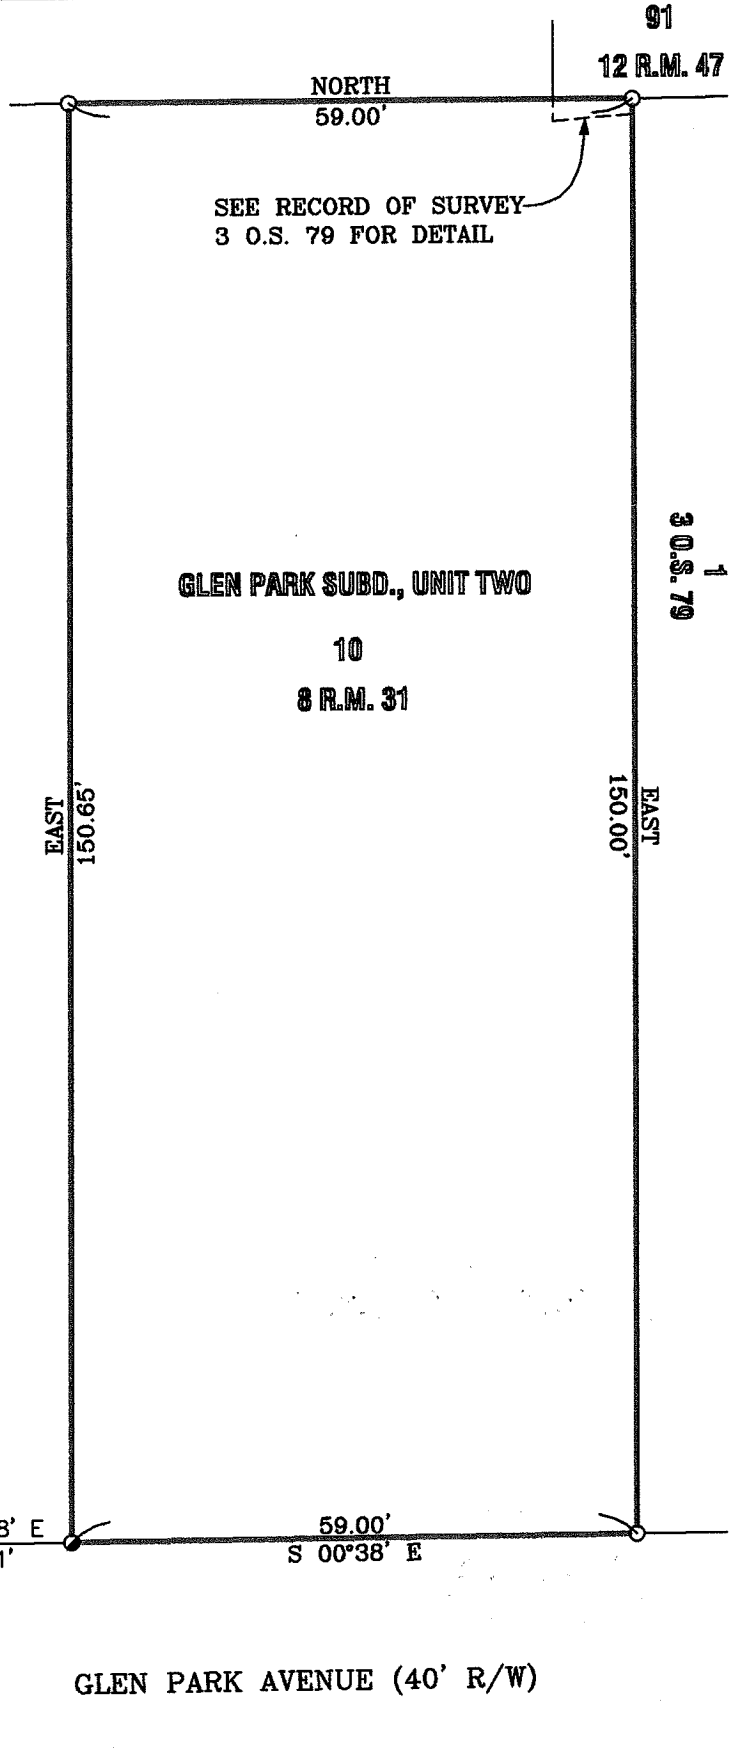 91
12 R.M. 47
NORTH
59.00'
SEE RECORD OF SURVEY
3 O.S. 79 FOR DETAIL
1
3 O.S. 79
GLEN PARK SUBD., UNIT TWO
10
8 R.M. 31
EAST
150.65'
EAST
150.00'
8' E
1'
59.00'
S 00°38' E
GLEN PARK AVENUE (40' R/W)